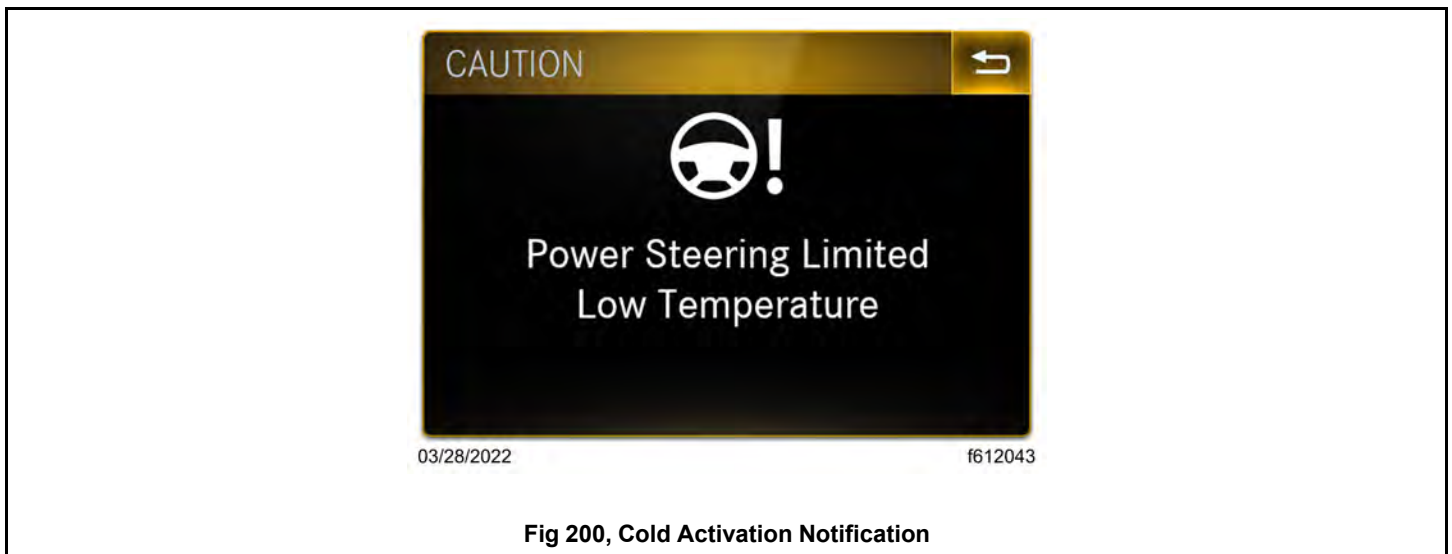 CAUTION
Power Steering Limited
Low Temperature
03/28/2022
f612043
Fig 200, Cold Activation Notification